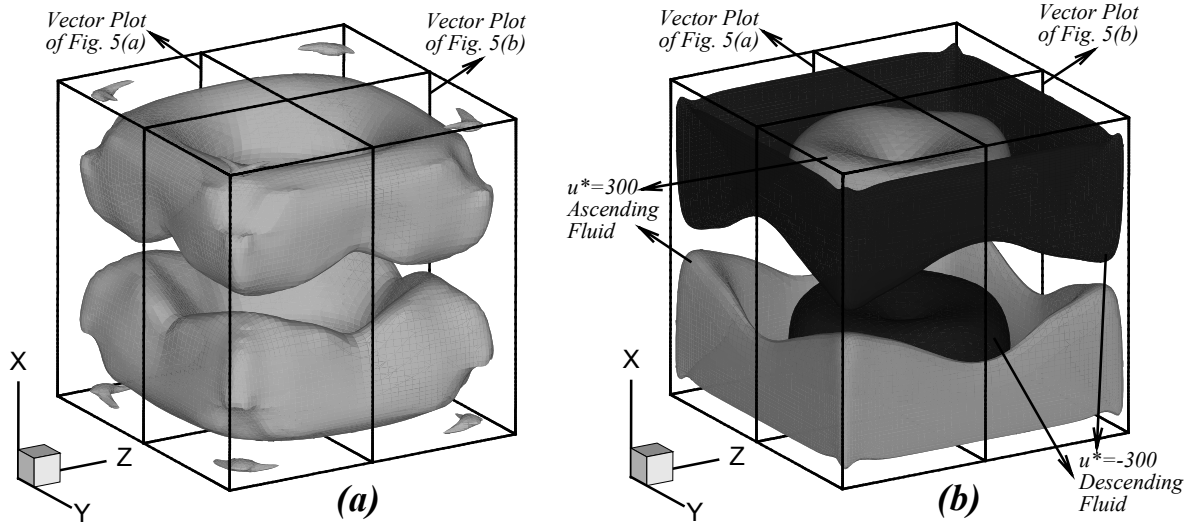 Vector Plot
of Fig. 5(a)
Vector Plot
of Fig. 5(b)
X
Z
Y
(a)
Vector Plot
of Fig. 5(a)
Vector Plot
of Fig. 5(b)
u*=300
Ascending
Fluid
X
Z
Y
(b)
u*=-300
Descending
Fluid